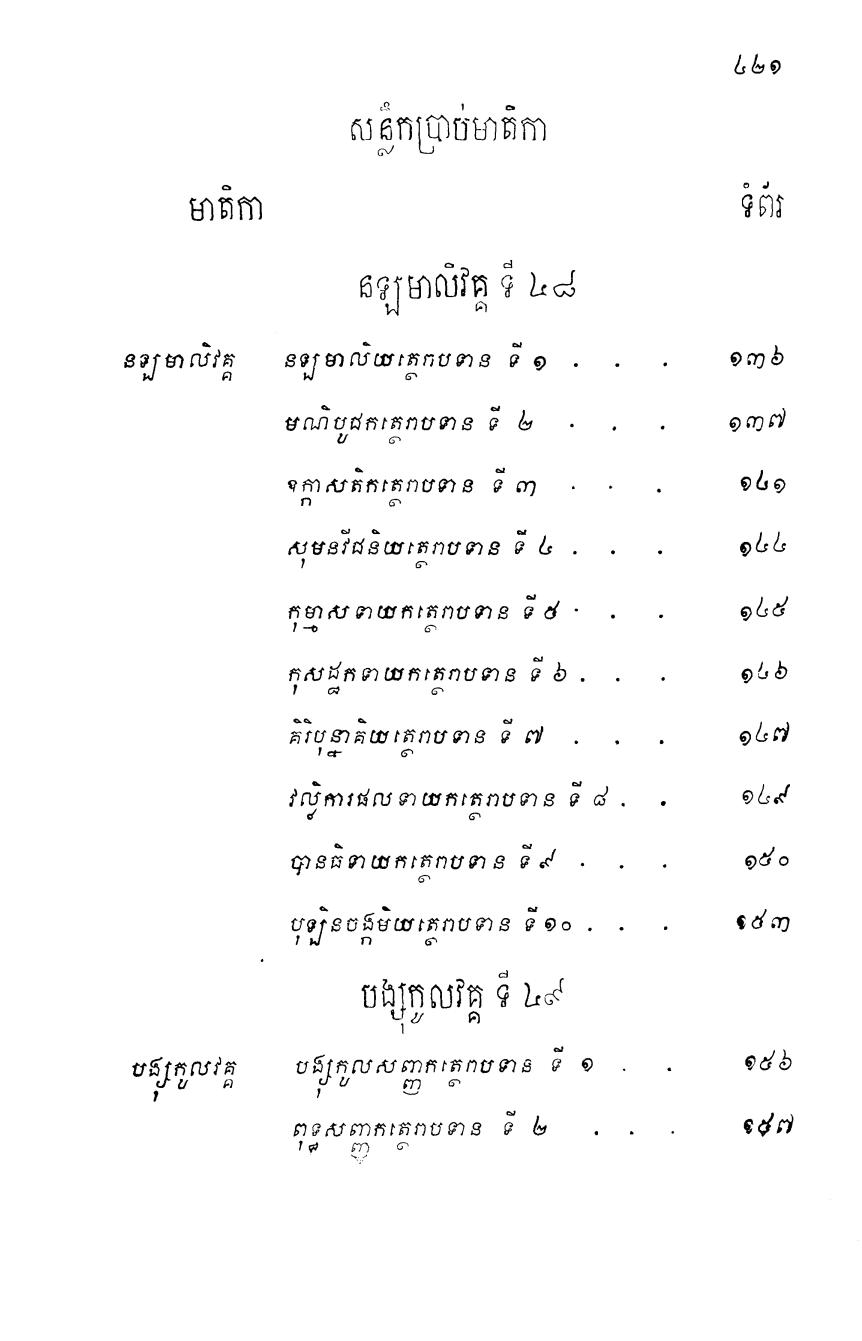 ៤២១
សន្លឹកប្រាប់មាតិកា
មាតិកា ទំព័រ
នឡមាលិវគ្គ ទី ៤៨
នឡមាលិវគ្គ នឡមាលិយត្ថេរាបទាន ទី ១ . . . ១៣៦
មណិបូជកត្ថេរាបទាន ទី ២ . . . ១៣៧
ឧក្កាសតិកត្ថេរាបទាន ទី ៣ . . . ១៤១
សុមនវីជនិយត្ថេរាបទាន ទី ៤ . . . ១៤៤
កុម្មាសទាយកត្ថេរាបទាន ទី ៥ . . . ១៤៥
កុសដ្ឋកទាយកត្ថេរាបទាន ទី ៦ . . . ១៤៦
គិរិបុន្នាគិយត្ថេរាបទាន ទី ៧ . . . ១៤៧
វល្លិការផលទាយកត្ថេរាបទាន ទី ៨ . . ១៤៩
បានធិទាយកត្ថេរាបទាន ទី ៩ . . . ១៥០
បុឡិនចង្កមិយត្ថេរាបទាន ទី ១០ . . . ១៥៣
បង្សុកូលវគ្គ ទី ៤៩
បង្សុកូលវគ្គ បង្សុកូលសញ្ញកត្ថេរាបទាន ទី ១ . . ១៥៦
ពុទ្ធសញ្ញកត្ថេរាបទាន ទី ២ . . . ១៥៧